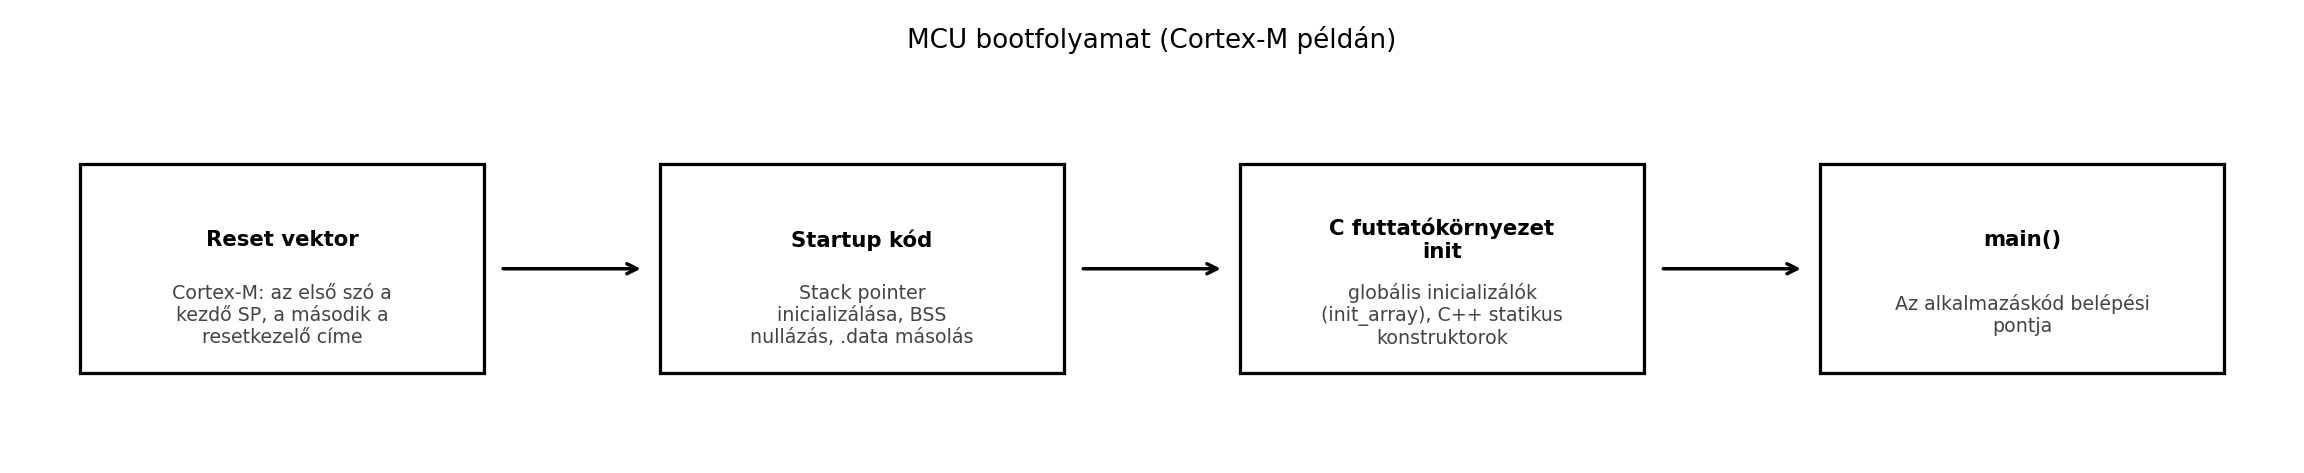 MCU bootfolyamat (Cortex-M példán)
Reset vektor
Cortex-M: az első szó a
kezdő SP, a második a
resetkezelő címe
Startup kód
Stack pointer
inicializálása, BSS
nullázás, .data másolás
C futtatókörnyezet
init
globális inicializálók
(init_array), C++ statikus
konstruktorok
main()
Az alkalmazáskód belépési
pontja